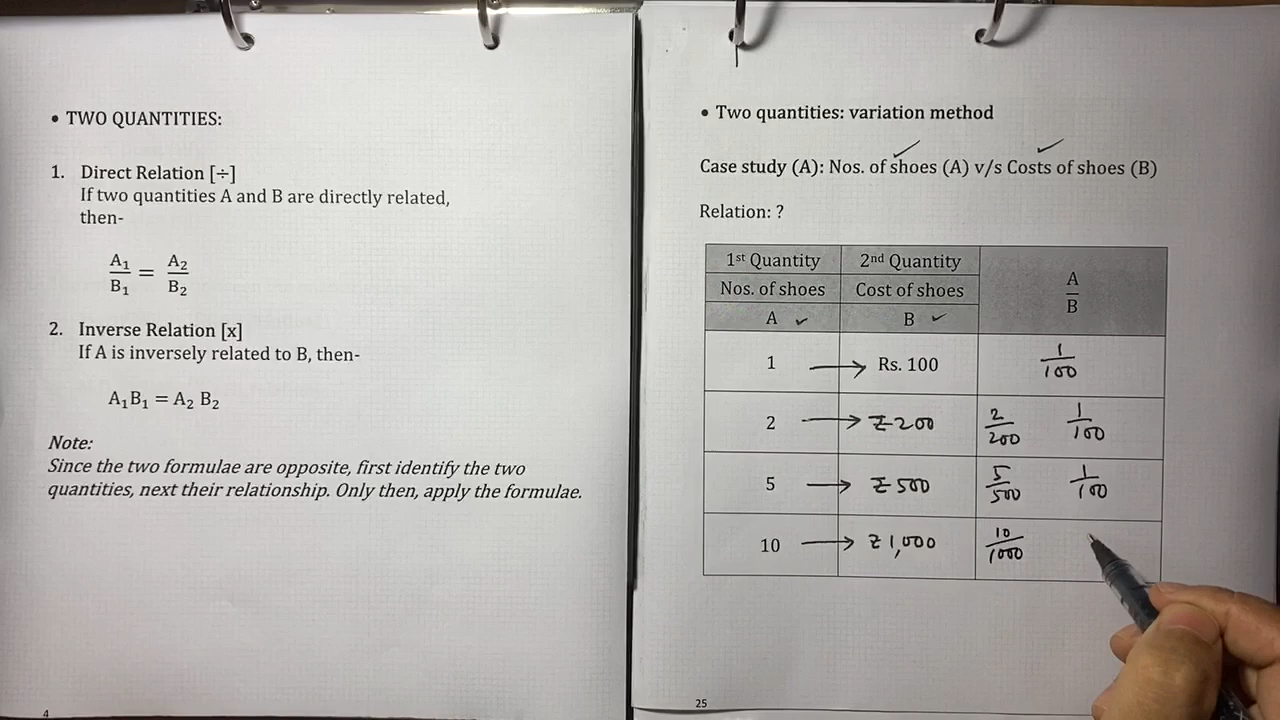 • TWO QUANTITIES:
1. Direct Relation [÷]
If two quantities A and B are directly related,
then-
A₁/B₁ = A₂/B₂
2. Inverse Relation [x]
If A is inversely related to B, then-
A₁B₁ = A₂ B₂
Note:
Since the two formulae are opposite, first identify the two
quantities, next their relationship. Only then, apply the formulae.
4
• Two quantities: variation method
Case study (A): Nos. of shoes (A) v/s Costs of shoes (B)
Relation: ?
1st Quantity 2nd Quantity A/B
Nos. of shoes Cost of shoes
A ✓ B ✓
1 → Rs. 100 1/100
2 → ₹200 2/200 1/100
5 → ₹500 5/500 1/100
10 → ₹1,000 10/1000
25